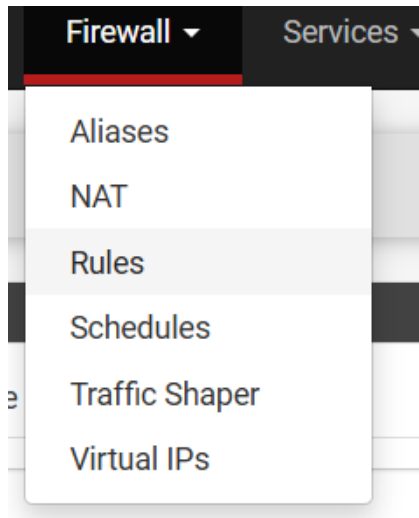 Firewall Services
Aliases
NAT
Rules
Schedules
e Traffic Shaper
Virtual IPs